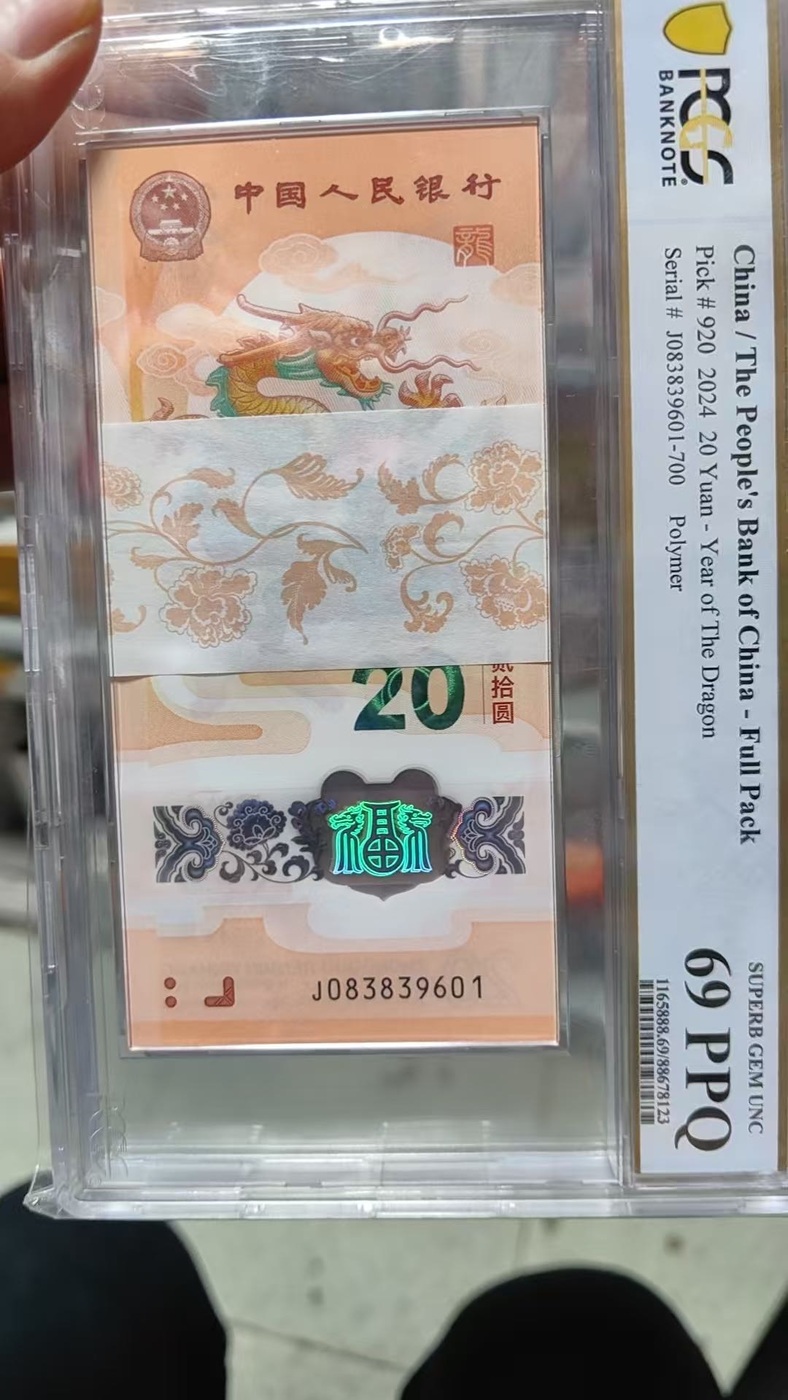 中国人民银行
龍
20
贰拾圆
J083839601
PCGS
BANKNOTE
China / The People's Bank of China - Full Pack
Pick # 920 2024 20 Yuan - Year of The Dragon
Serial # J083839601-700 Polymer
SUPERB GEM UNC
69 PPQ
1165888.69/88678123